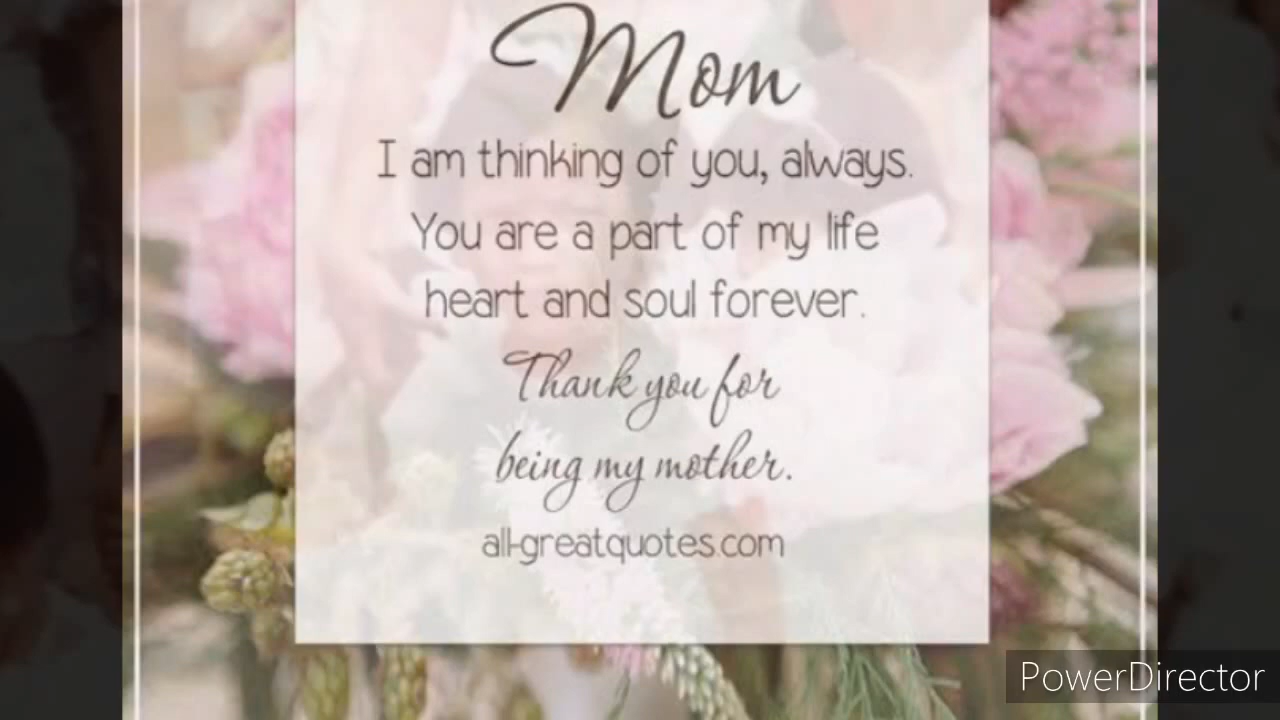 Mom
I am thinking of you, always.
You are a part of my life
heart and soul forever.
Thank you for
being my mother.
all-greatquotes.com
PowerDirector